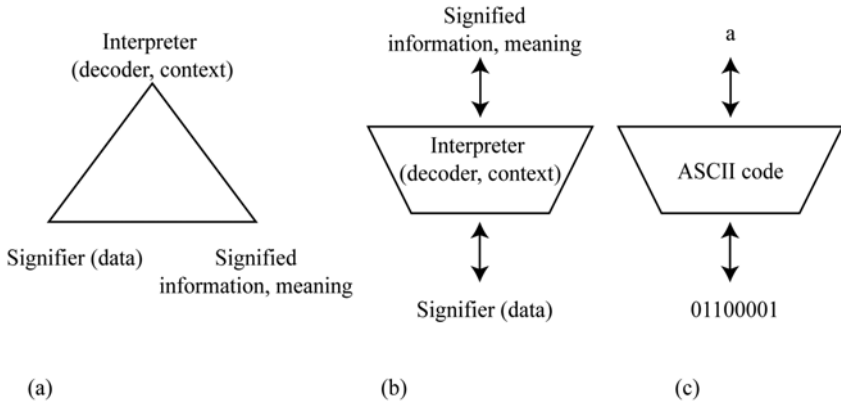 Interpreter
(decoder, context)
Signifier (data)
Signified
information, meaning
(a)
Signified
information, meaning
Interpreter
(decoder, context)
Signifier (data)
(b)
a
ASCII code
01100001
(c)